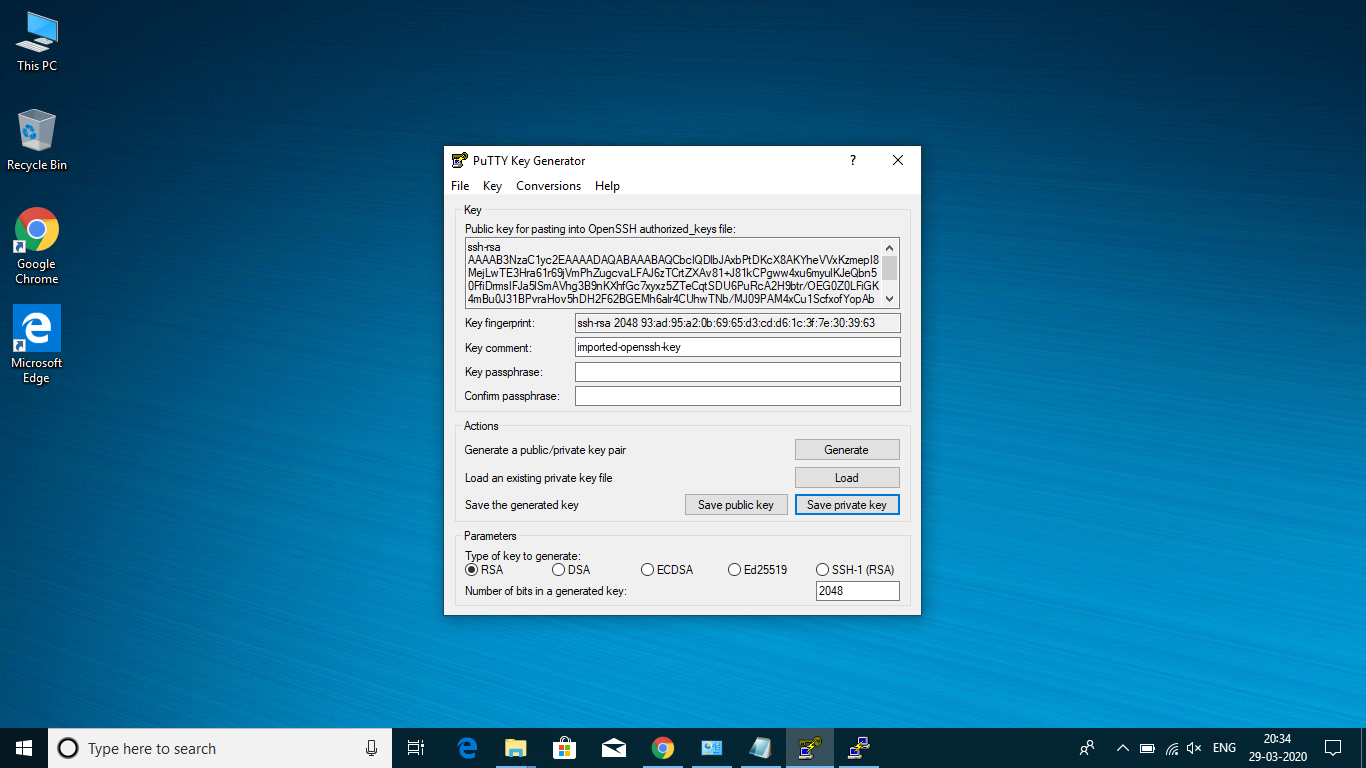 This PC
Recycle Bin
Google
Chrome
Microsoft
Edge
PuTTY Key Generator
?
File Key Conversions Help
Key
Public key for pasting into OpenSSH authorized_keys file:
ssh-rsa
AAAAB3NzaC1yc2EAAAADAQABAAABAQCbcIQDlbJAxbPtDKcX8AKYheVVxKzmepI8
MejLwTE3Hra61r69jVmPhZugcvaLFAJ6zTCrtZXAv81+J81kCPgww4xu6myulKJeQbn5
0FfiDrmsIFJa5lSmAVhg3B9nKXhfGc7xyxz5ZTeCqtSDU6PuRcA2H9btr/OEG0Z0LFiGK
4mBu0J31BPvraHov5hDH2F62BGEMh6alr4CUhwTNb/MJ09PAM4xCu1ScfxofYopAb
Key fingerprint: ssh-rsa 2048 93:ad:95:a2:0b:69:65:d3:cd:d6:1c:3f:7e:30:39:63
Key comment: imported-openssh-key
Key passphrase:
Confirm passphrase:
Actions
Generate a public/private key pair Generate
Load an existing private key file Load
Save the generated key Save public key Save private key
Parameters
Type of key to generate:
RSA DSA ECDSA Ed25519 SSH-1 (RSA)
Number of bits in a generated key: 2048
Type here to search
ENG
20:34
29-03-2020